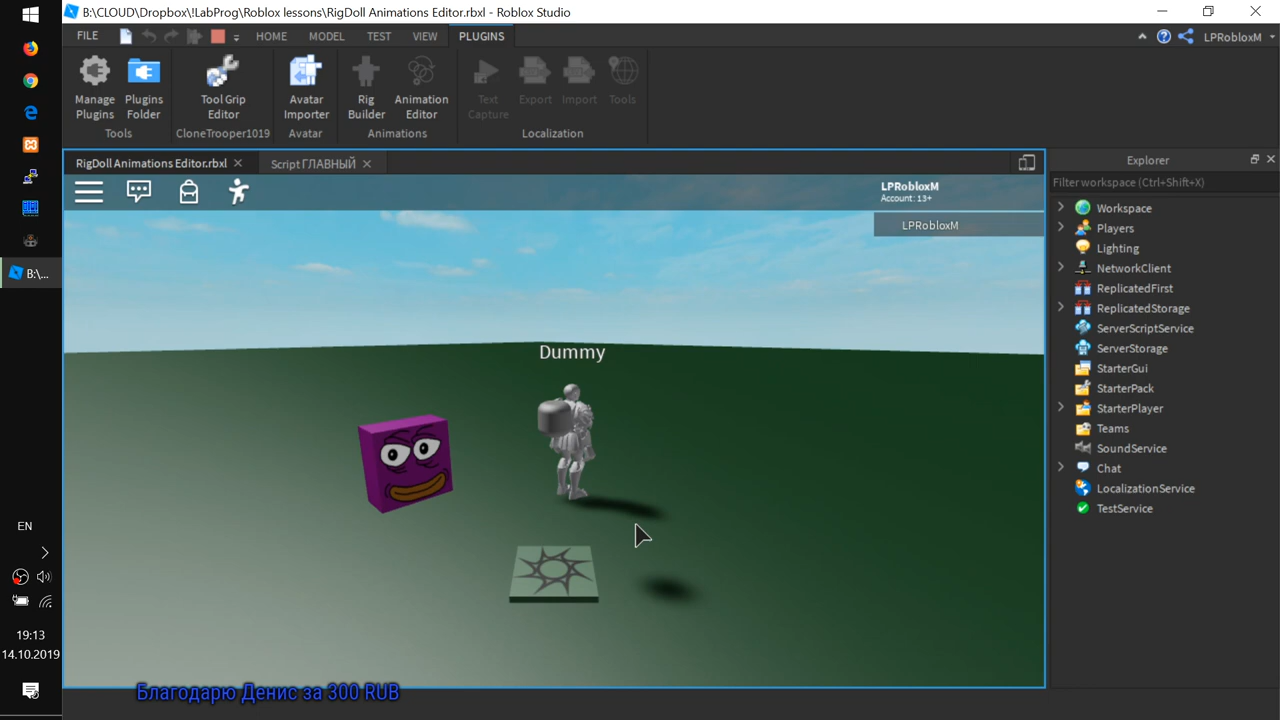 B:\CLOUD\Dropbox\!LabProg\Roblox lessons\RigDoll Animations Editor.rbxl - Roblox Studio
FILE HOME MODEL TEST VIEW PLUGINS LPRobloxM
Manage Plugins
Plugins Folder
Tool Grip Editor
Avatar Importer
Rig Builder
Animation Editor
Text Capture
Export
Import
Tools
Tools CloneTrooper1019 Avatar Animations Localization
RigDoll Animations Editor.rbxl
Script ГЛАВНЫЙ
Explorer
Filter workspace (Ctrl+Shift+X)
LPRobloxM
Account: 13+
LPRobloxM
Dummy
Workspace
Players
Lighting
NetworkClient
ReplicatedFirst
ReplicatedStorage
ServerScriptService
ServerStorage
StarterGui
StarterPack
StarterPlayer
Teams
SoundService
Chat
LocalizationService
TestService
B:\...
EN
19:13
14.10.2019
Благодарю Денис за 300 RUB